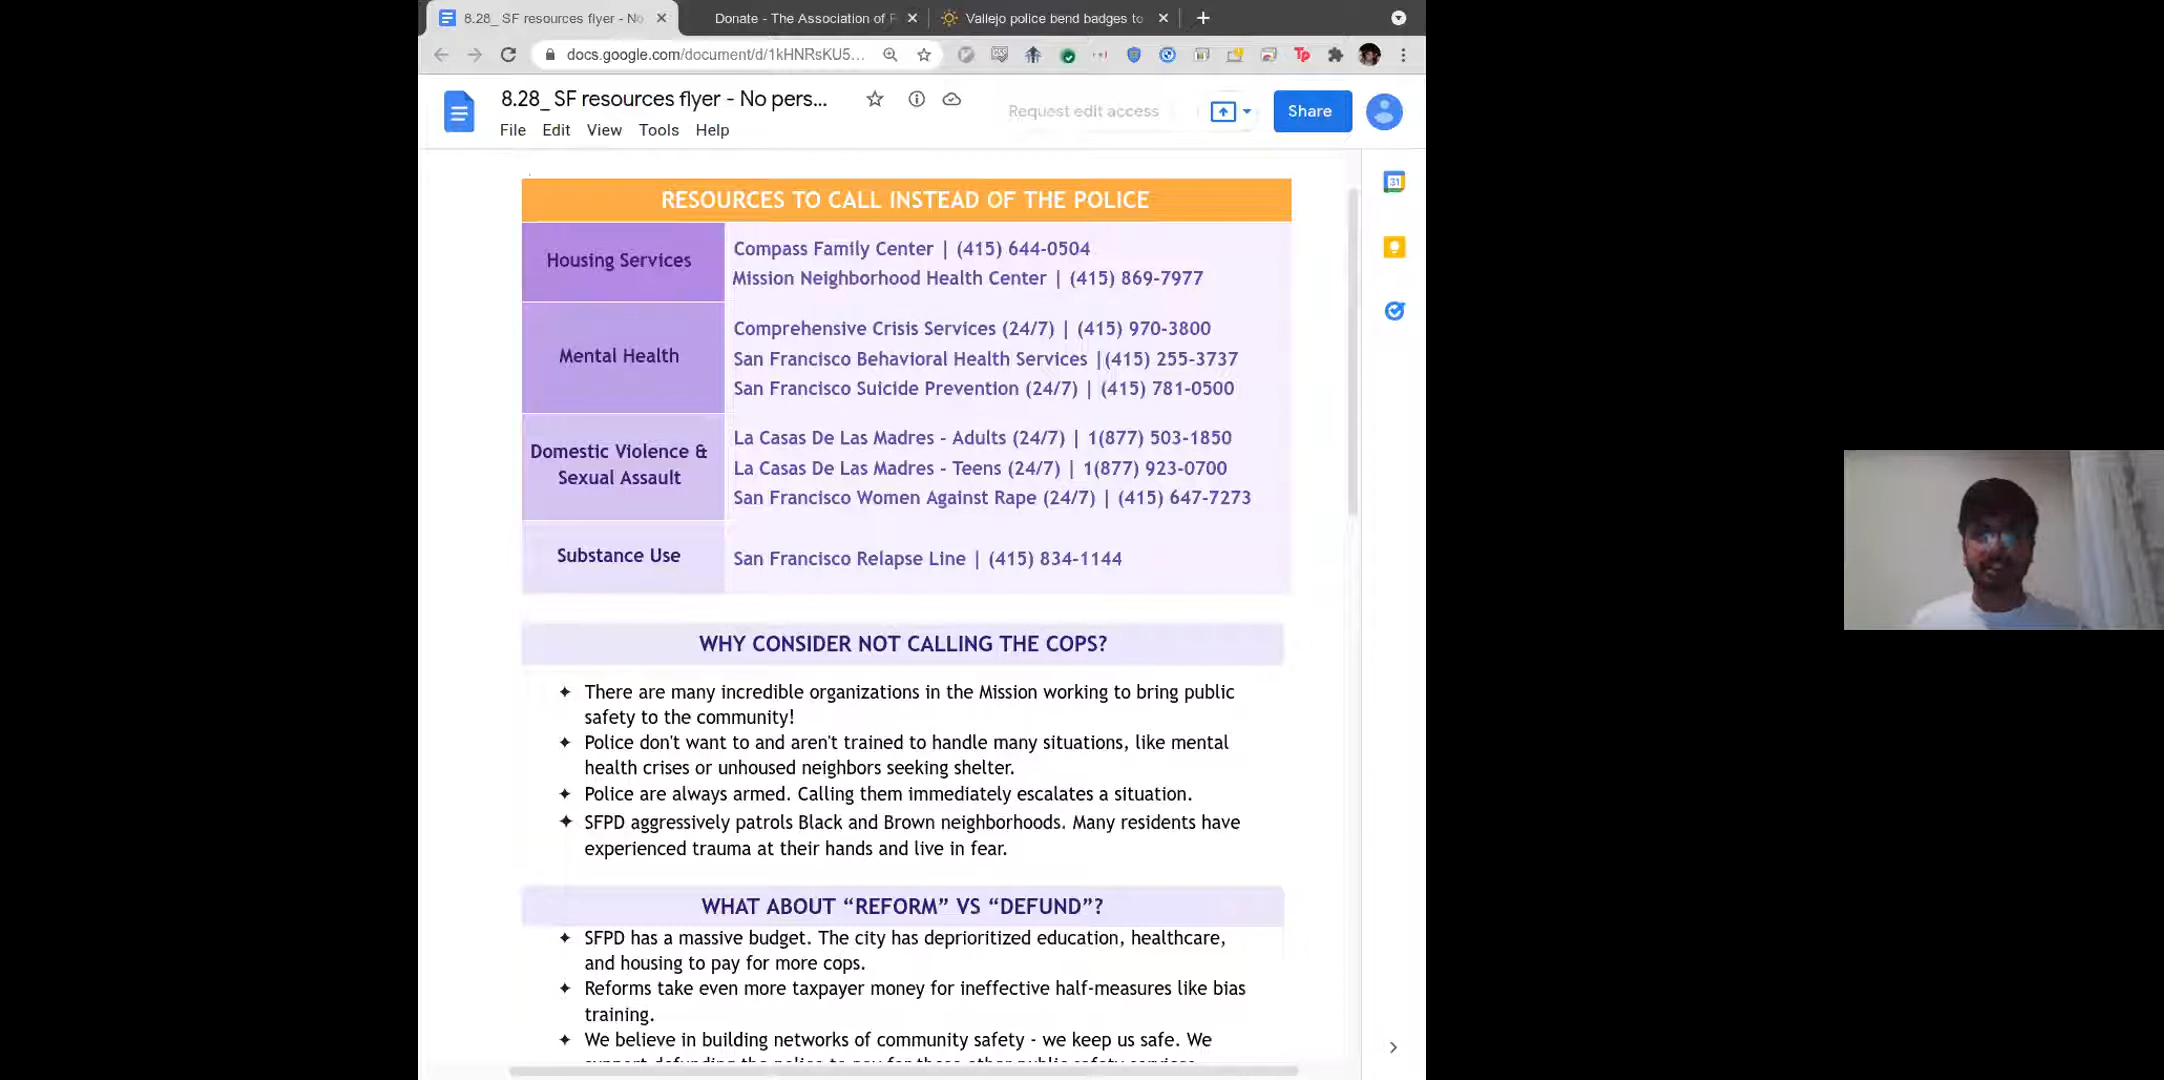 8.28_ SF resources flyer - No
Donate - The Association of
Vallejo police bend badges to
docs.google.com/document/d/1kHNRsKU5...
8.28_ SF resources flyer - No pers...
Request edit access
Share
File Edit View Tools Help
31
RESOURCES TO CALL INSTEAD OF THE POLICE
Housing Services
Compass Family Center | (415) 644-0504
Mission Neighborhood Health Center | (415) 869-7977
Mental Health
Comprehensive Crisis Services (24/7) | (415) 970-3800
San Francisco Behavioral Health Services |(415) 255-3737
San Francisco Suicide Prevention (24/7) | (415) 781-0500
Domestic Violence &
Sexual Assault
La Casas De Las Madres - Adults (24/7) | 1(877) 503-1850
La Casas De Las Madres - Teens (24/7) | 1(877) 923-0700
San Francisco Women Against Rape (24/7) | (415) 647-7273
Substance Use
San Francisco Relapse Line | (415) 834-1144
WHY CONSIDER NOT CALLING THE COPS?
✦ There are many incredible organizations in the Mission working to bring public
safety to the community!
✦ Police don't want to and aren't trained to handle many situations, like mental
health crises or unhoused neighbors seeking shelter.
✦ Police are always armed. Calling them immediately escalates a situation.
✦ SFPD aggressively patrols Black and Brown neighborhoods. Many residents have
experienced trauma at their hands and live in fear.
WHAT ABOUT “REFORM” VS “DEFUND”?
✦ SFPD has a massive budget. The city has deprioritized education, healthcare,
and housing to pay for more cops.
✦ Reforms take even more taxpayer money for ineffective half-measures like bias
training.
✦ We believe in building networks of community safety - we keep us safe. We